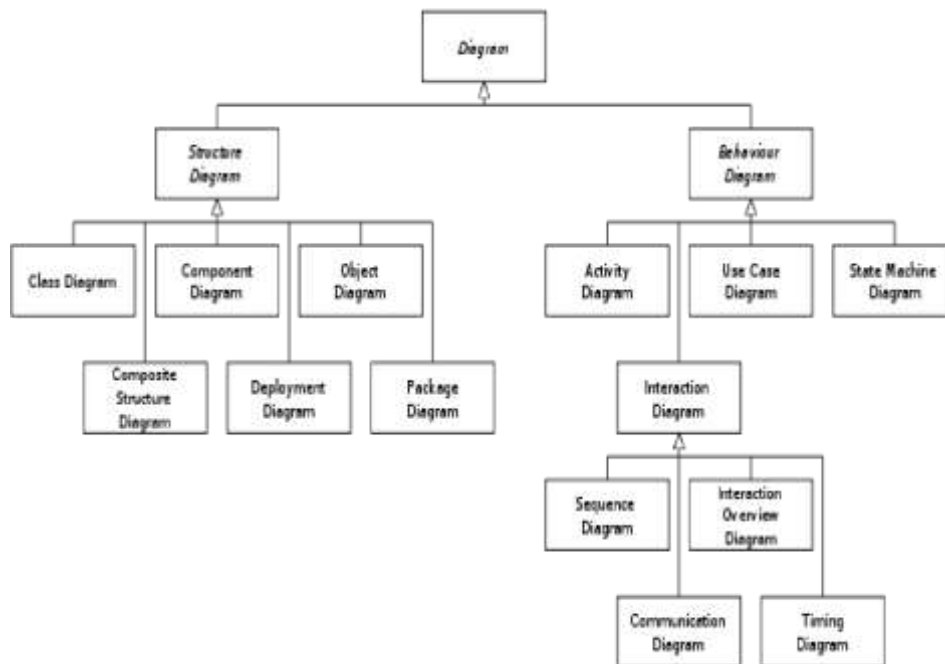 Diagram
Structure
Diagram
Behaviour
Diagram
Class Diagram
Component
Diagram
Object
Diagram
Activity
Diagram
Use Case
Diagram
State Machine
Diagram
Composite
Structure
Diagram
Deployment
Diagram
Package
Diagram
Interaction
Diagram
Sequence
Diagram
Interaction
Overview
Diagram
Communication
Diagram
Timing
Diagram